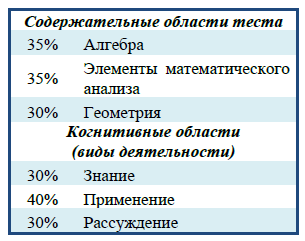 Содержательные области теста
35% Алгебра
35% Элементы математического
анализа
30% Геометрия
Когнитивные области
(виды деятельности)
30% Знание
40% Применение
30% Рассуждение